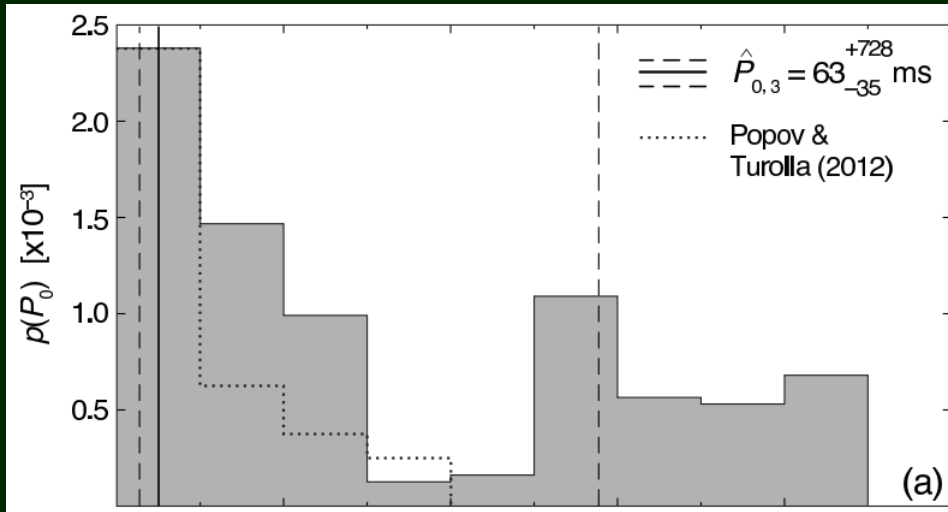 2.5
2.0
1.5
1.0
0.5
p(P₀) [x10⁻³]
P̂₀,₃ = 63⁺⁷²⁸₋₃₅ ms
Popov &
Turolla (2012)
(a)